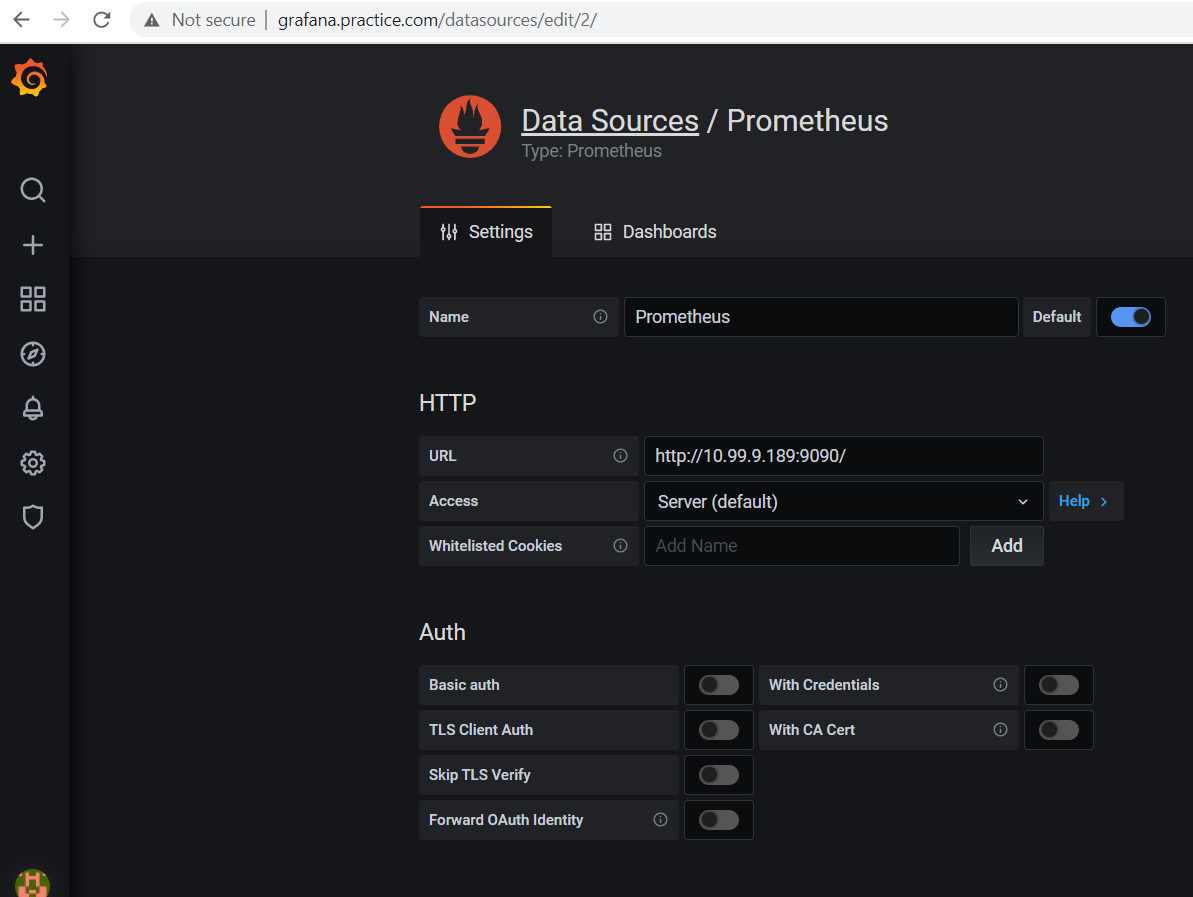 Not secure grafana.practice.com/datasources/edit/2/
Data Sources / Prometheus
Type: Prometheus
Settings Dashboards
Name Prometheus Default
HTTP
URL http://10.99.9.189:9090/
Access Server (default) Help
Whitelisted Cookies Add Name Add
Auth
Basic auth With Credentials
TLS Client Auth With CA Cert
Skip TLS Verify
Forward OAuth Identity